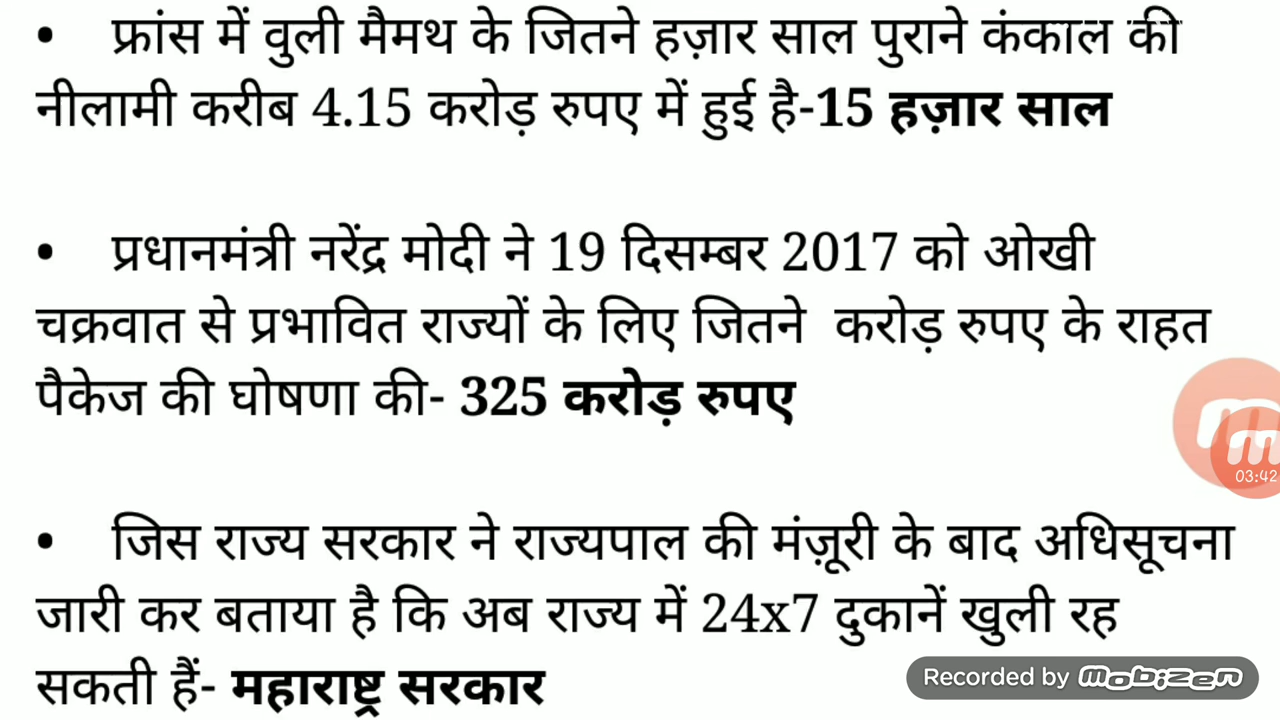 • फ्रांस में वुली मैमथ के जितने हज़ार साल पुराने कंकाल की
नीलामी करीब 4.15 करोड़ रुपए में हुई है-15 हज़ार साल
• प्रधानमंत्री नरेंद्र मोदी ने 19 दिसम्बर 2017 को ओखी
चक्रवात से प्रभावित राज्यों के लिए जितने करोड़ रुपए के राहत
पैकेज की घोषणा की- 325 करोड़ रुपए
03:42
• जिस राज्य सरकार ने राज्यपाल की मंज़ूरी के बाद अधिसूचना
जारी कर बताया है कि अब राज्य में 24x7 दुकानें खुली रह
सकती हैं- महाराष्ट्र सरकार
Recorded by mobizen